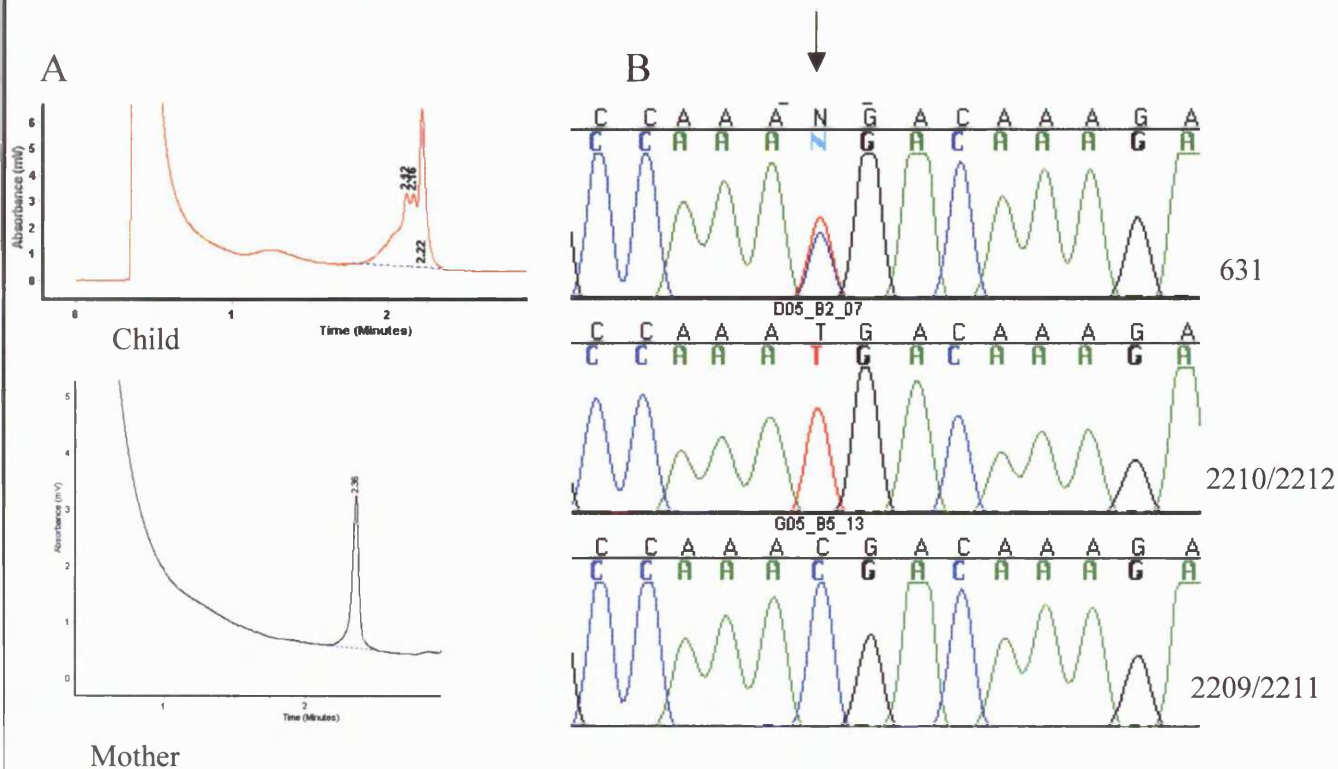 A
Absorbance (mV)
6
5
4
3
2
1
0
2.12
2.16
2.22
0 1 2
Time (Minutes)
Child
Absorbance (mV)
5
4
3
2
1
0
2.36
1 2
Time (Minutes)
Mother
B
C C A A A N G A C A A A G A
C C A A A N G A C A A A G A
631
D05_B2_07
C C A A A T G A C A A A G A
C C A A A T G A C A A A G A
2210/2212
G05_B5_13
C C A A A C G A C A A A G A
C C A A A C G A C A A A G A
2209/2211